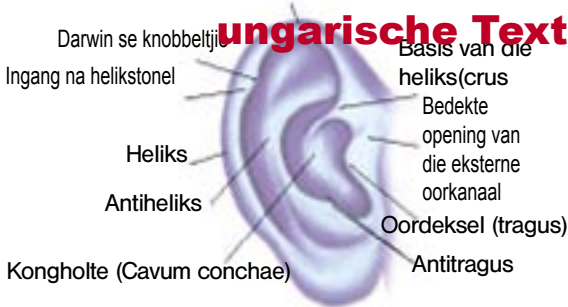 ungarische Text
Darwin se knobbeltjie
Ingang na helikstonel
Heliks
Antiheliks
Kongholte (Cavum conchae)
Basis van die
heliks(crus
Bedekte
opening van
die eksterne
oorkanaal
Oordeksel (tragus)
Antitragus